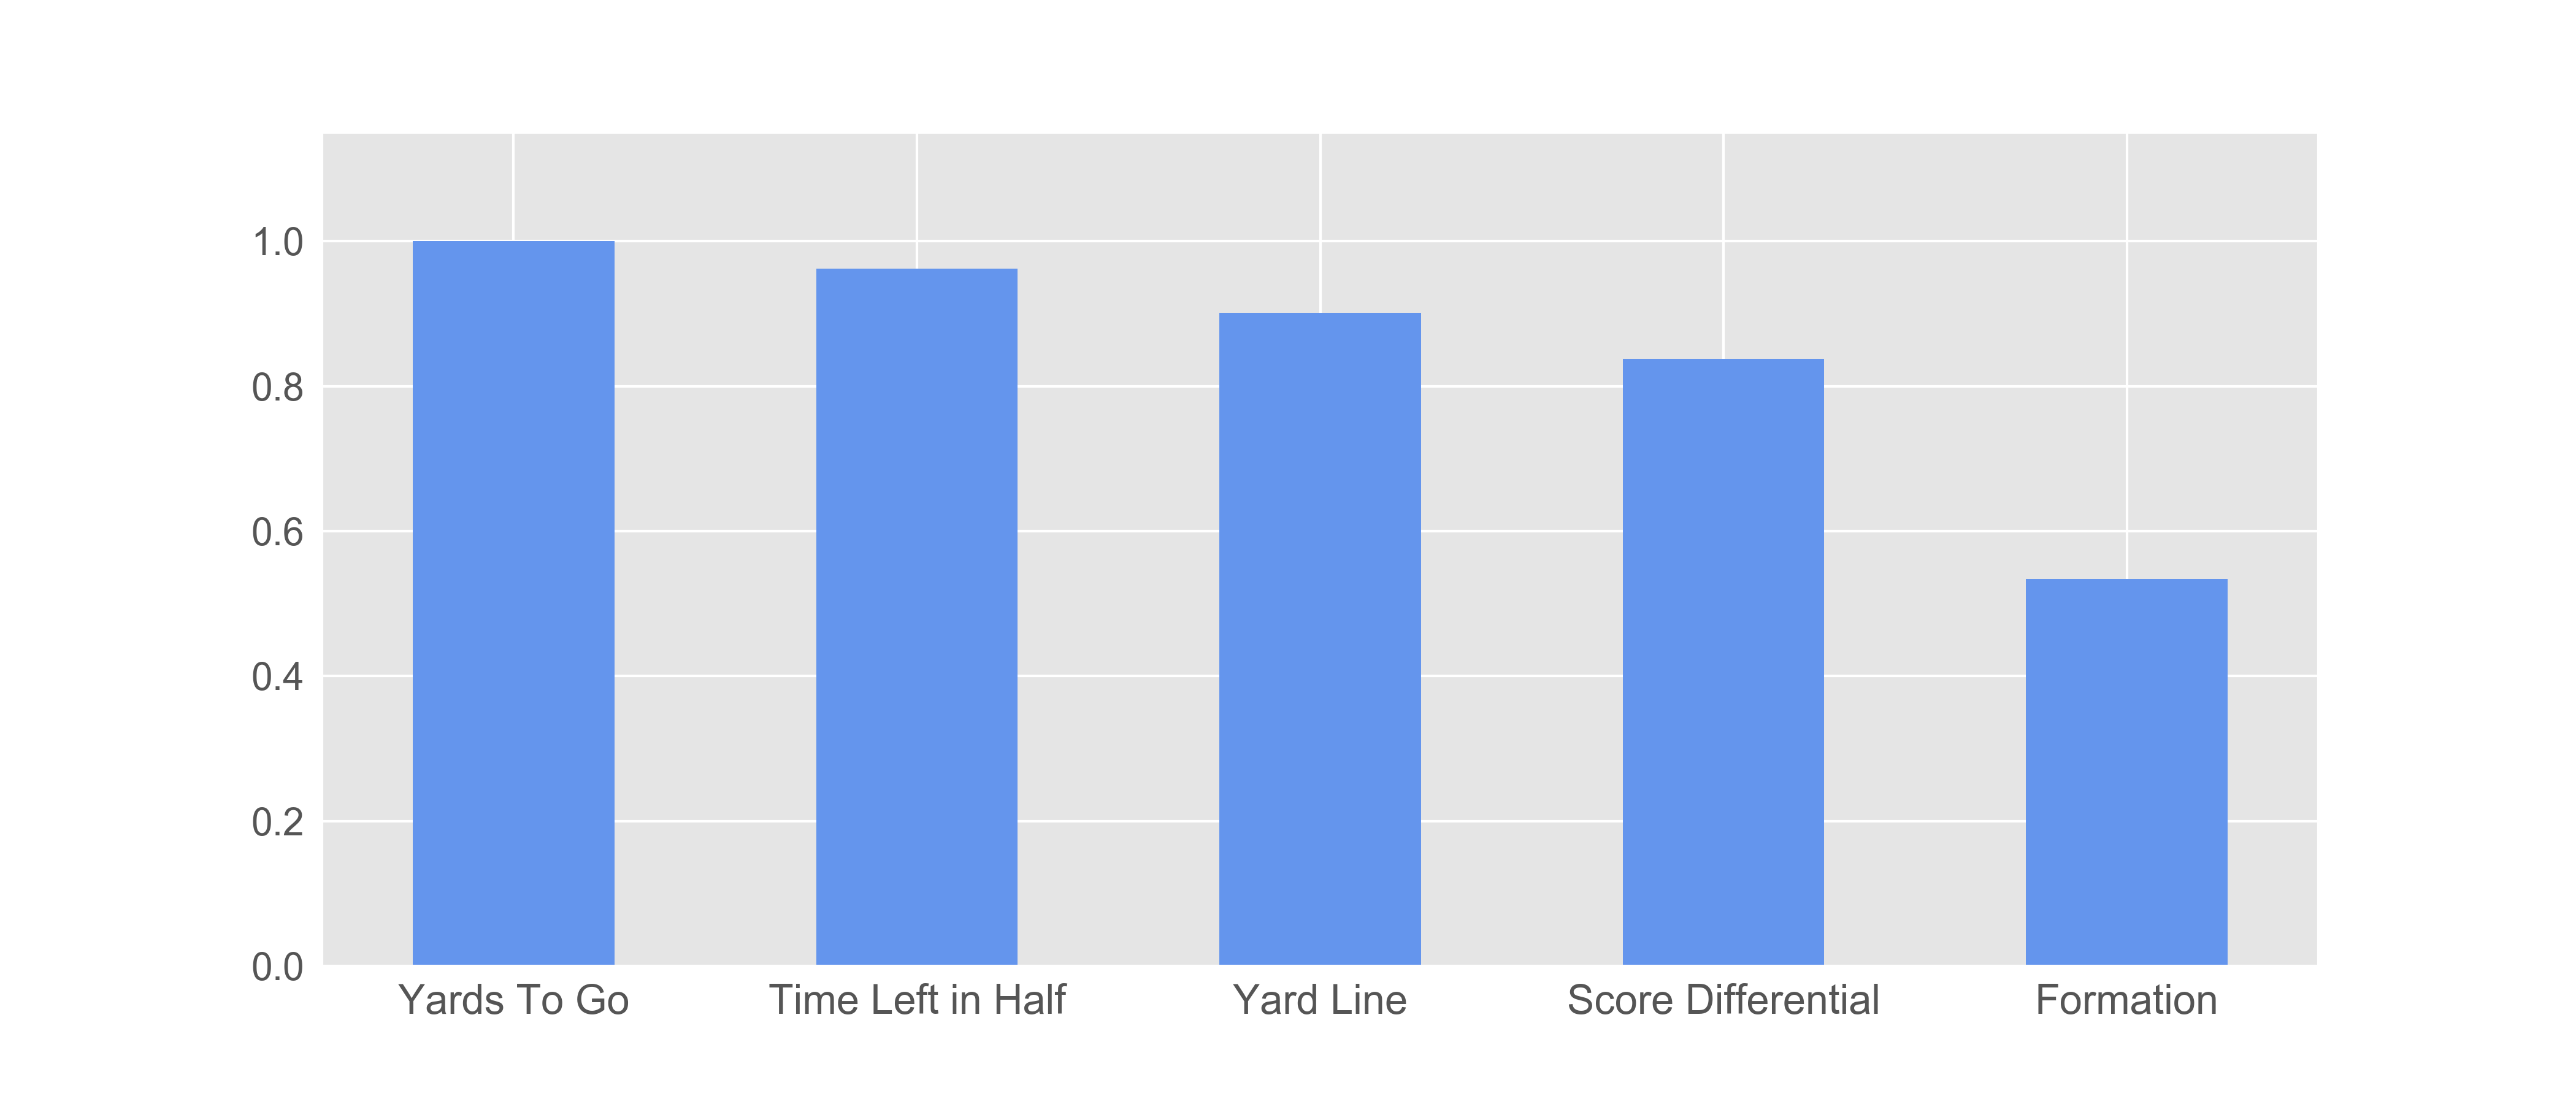 1.0
0.8
0.6
0.4
0.2
0.0
Yards To Go
Time Left in Half
Yard Line
Score Differential
Formation